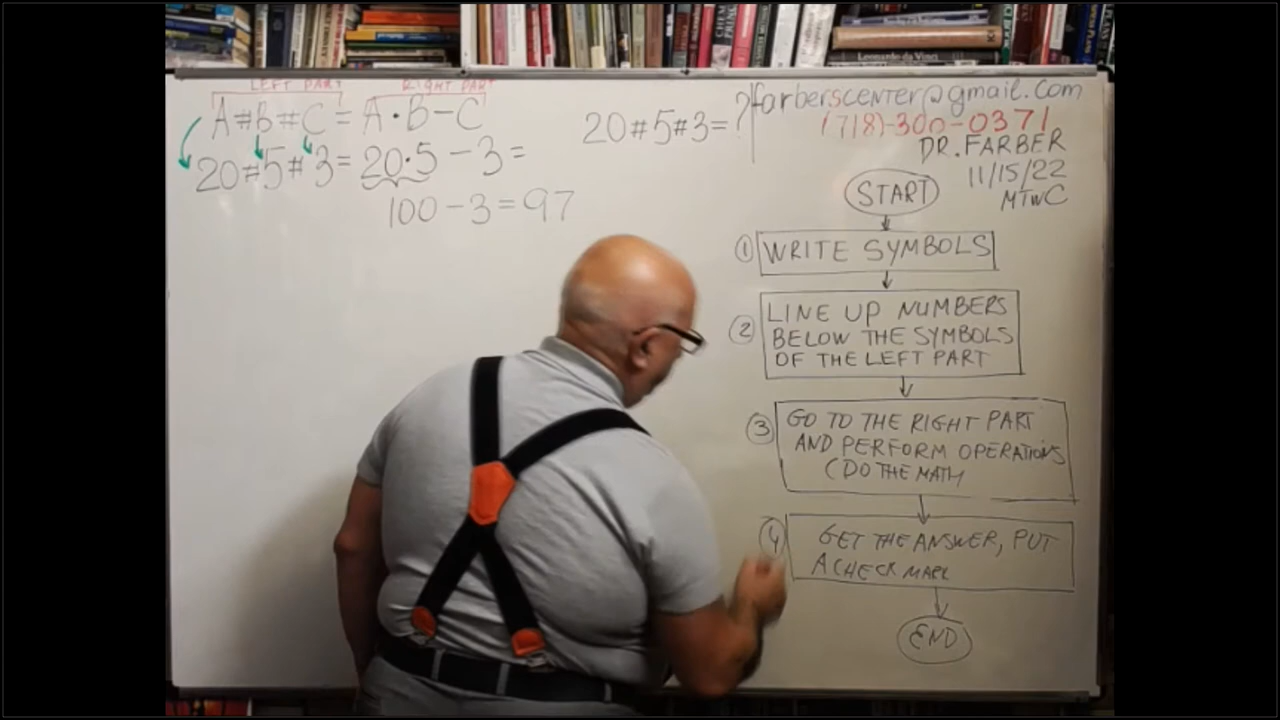 Leonardo da Vinci
LEFT PART
RIGHT PART
A#B#C=A·B-C
20#5#3=20·5-3=
100-3=97
20#5#3=?
farberscenter@gmail.com
(718)-300-0371
DR. FARBER
11/15/22
MTWC
START
① WRITE SYMBOLS
② LINE UP NUMBERS
BELOW THE SYMBOLS
OF THE LEFT PART
③ GO TO THE RIGHT PART
AND PERFORM OPERATIONS
(DO THE MATH
④ GET THE ANSWER, PUT
A CHECK MARK
END